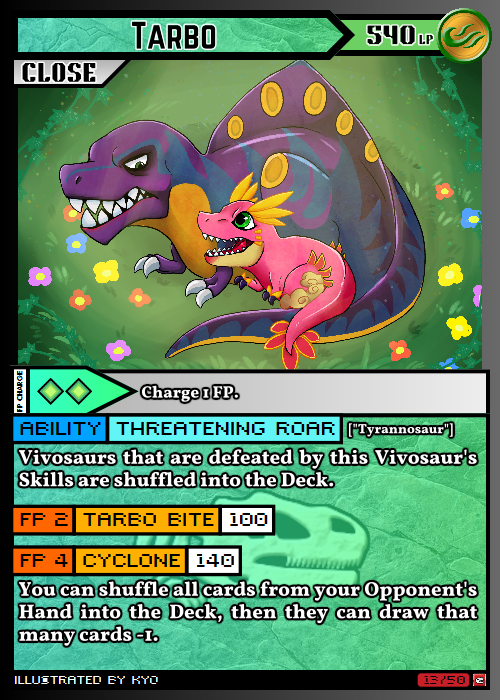 TARBO
540 LP
CLOSE
FP CHARGE
Charge 1 FP.
ABILITY THREATENING ROAR ["Tyrannosaur"]
Vivosaurs that are defeated by this Vivosaur's
Skills are shuffled into the Deck.
FP 2 TARBO BITE 100
FP 4 CYCLONE 140
You can shuffle all cards from your Opponent's
Hand into the Deck, then they can draw that
many cards -1.
ILLUSTRATED BY KYO
13/50